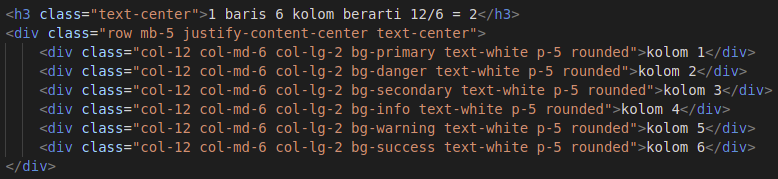 <h3 class="text-center">1 baris 6 kolom berarti 12/6 = 2</h3>
<div class="row mb-5 justify-content-center text-center">
<div class="col-12 col-md-6 col-lg-2 bg-primary text-white p-5 rounded">kolom 1</div>
<div class="col-12 col-md-6 col-lg-2 bg-danger text-white p-5 rounded">kolom 2</div>
<div class="col-12 col-md-6 col-lg-2 bg-secondary text-white p-5 rounded">kolom 3</div>
<div class="col-12 col-md-6 col-lg-2 bg-info text-white p-5 rounded">kolom 4</div>
<div class="col-12 col-md-6 col-lg-2 bg-warning text-white p-5 rounded">kolom 5</div>
<div class="col-12 col-md-6 col-lg-2 bg-success text-white p-5 rounded">kolom 6</div>
</div>